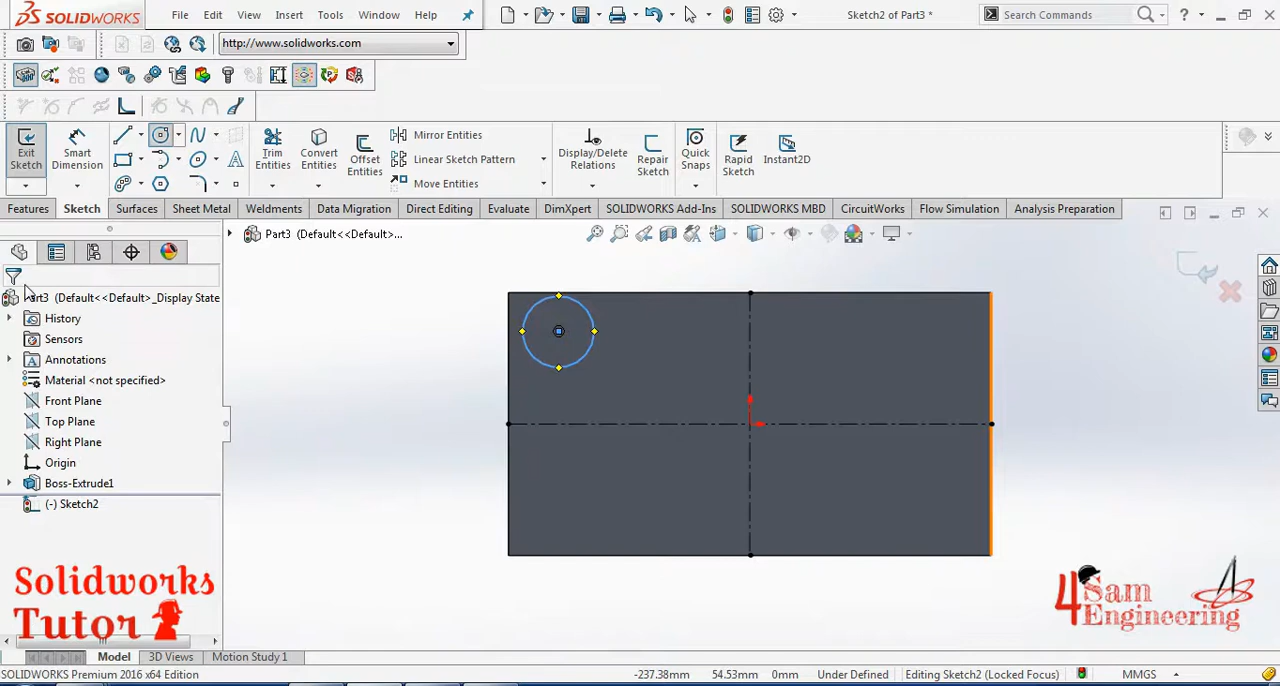 SOLIDWORKS
File Edit View Insert Tools Window Help
Sketch2 of Part3 *
Search Commands
http://www.solidworks.com
Exit Sketch
Smart Dimension
Trim Entities
Convert Entities
Offset Entities
Mirror Entities
Linear Sketch Pattern
Move Entities
Display/Delete Relations
Repair Sketch
Quick Snaps
Rapid Sketch
Instant2D
Features Sketch Surfaces Sheet Metal Weldments Data Migration Direct Editing Evaluate DimXpert SOLIDWORKS Add-Ins SOLIDWORKS MBD CircuitWorks Flow Simulation Analysis Preparation
Part3 (Default<<Default>...
Part3 (Default<<Default>_Display State
History
Sensors
Annotations
Material <not specified>
Front Plane
Top Plane
Right Plane
Origin
Boss-Extrude1
(-) Sketch2
Solidworks
Tutor
4Sam
Engineering
Model 3D Views Motion Study 1
SOLIDWORKS Premium 2016 x64 Edition
-237.38mm 54.53mm 0mm Under Defined Editing Sketch2 (Locked Focus) MMGS